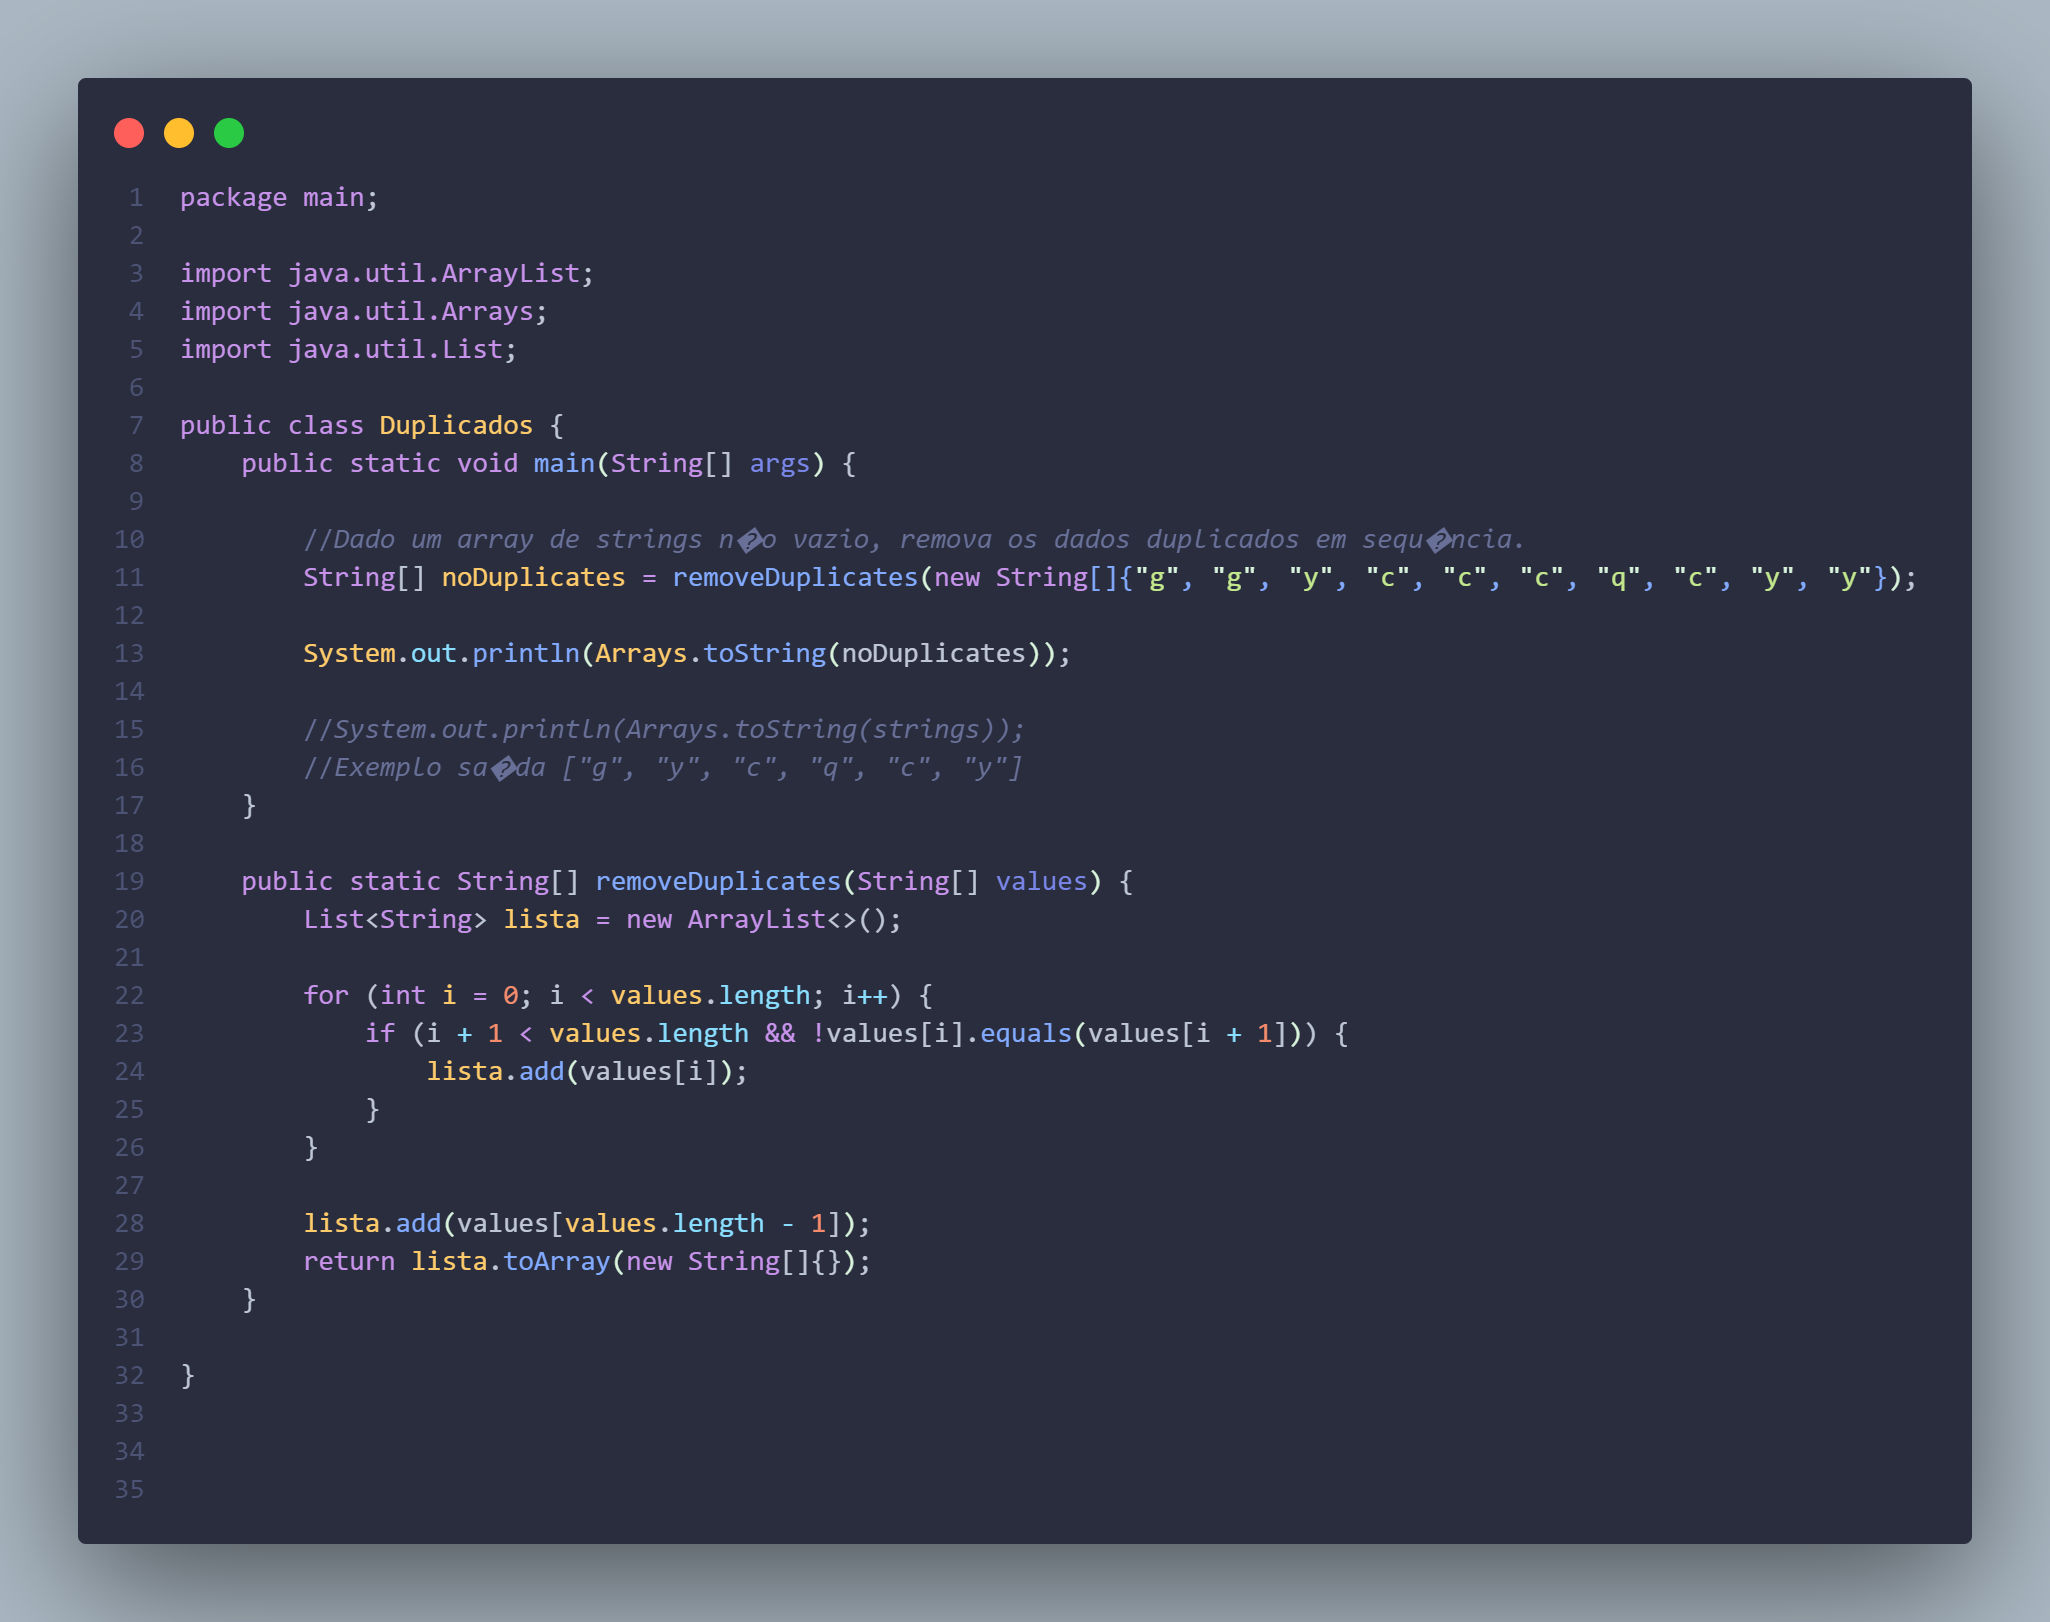 1 package main;
2
3 import java.util.ArrayList;
4 import java.util.Arrays;
5 import java.util.List;
6
7 public class Duplicados {
8     public static void main(String[] args) {
9
10         //Dado um array de strings n�o vazio, remova os dados duplicados em sequ�ncia.
11         String[] noDuplicates = removeDuplicates(new String[]{"g", "g", "y", "c", "c", "c", "q", "c", "y", "y"});
12
13         System.out.println(Arrays.toString(noDuplicates));
14
15         //System.out.println(Arrays.toString(strings));
16         //Exemplo sa�da ["g", "y", "c", "q", "c", "y"]
17     }
18
19     public static String[] removeDuplicates(String[] values) {
20         List<String> lista = new ArrayList<>();
21
22         for (int i = 0; i < values.length; i++) {
23             if (i + 1 < values.length && !values[i].equals(values[i + 1])) {
24                 lista.add(values[i]);
25             }
26         }
27
28         lista.add(values[values.length - 1]);
29         return lista.toArray(new String[]{});
30     }
31
32 }
33
34
35